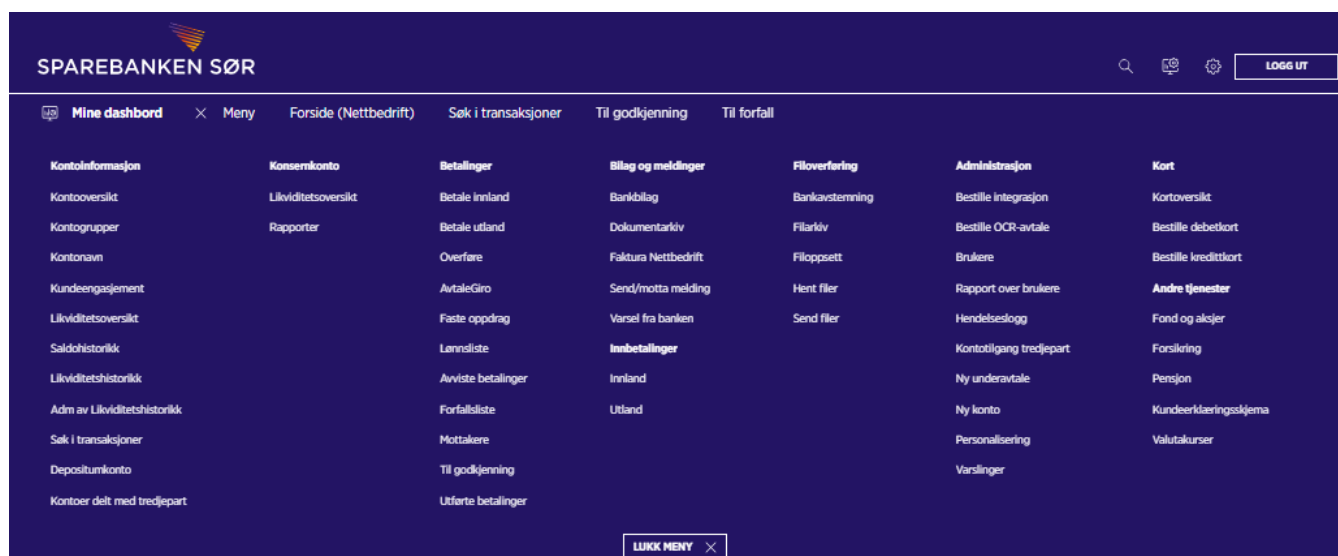 SPAREBANKEN SØR
LOGG UT
Mine dashbord
Meny
Forside (Nettbedrift)
Søk i transaksjoner
Til godkjenning
Til forfall
Kontoinformasjon
Kontooversikt
Kontogrupper
Kontonavn
Kundeengasjement
Likviditetsoversikt
Saldohistorikk
Likviditetshistorikk
Adm av Likviditetshistorikk
Søk i transaksjoner
Depositumkonto
Kontoer delt med tredjepart
Konsernkonto
Likviditetsoversikt
Rapporter
Betalinger
Betale innland
Betale utland
Overføre
AvtaleGiro
Faste oppdrag
Lønnsliste
Avviste betalinger
Forfallsliste
Mottakere
Til godkjenning
Utførte betalinger
Bilag og meldinger
Bankbilag
Dokumentarkiv
Faktura Nettbedrift
Send/motta melding
Varsel fra banken
Innbetalinger
Innland
Utland
Filoverføring
Bankavstemning
Filarkiv
Filoppsett
Hent filer
Send filer
Administrasjon
Bestille integrasjon
Bestille OCR-avtale
Brukere
Rapport over brukere
Hendelseslogg
Kontotilgang tredjepart
Ny underavtale
Ny konto
Personalisering
Varslinger
Kort
Kortoversikt
Bestille debetkort
Bestille kredittkort
Andre tjenester
Fond og aksjer
Forsikring
Pensjon
Kundeerklæringsskjema
Valutakurser
LUKK MENY